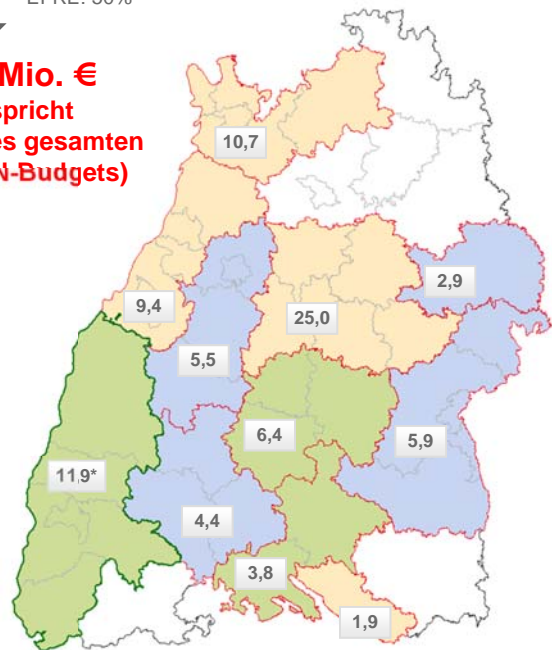 Mio. €
spricht
es gesamten
N-Budgets)
10,7
2,9
9,4
25,0
5,5
6,4
5,9
11,9*
4,4
3,8
1,9